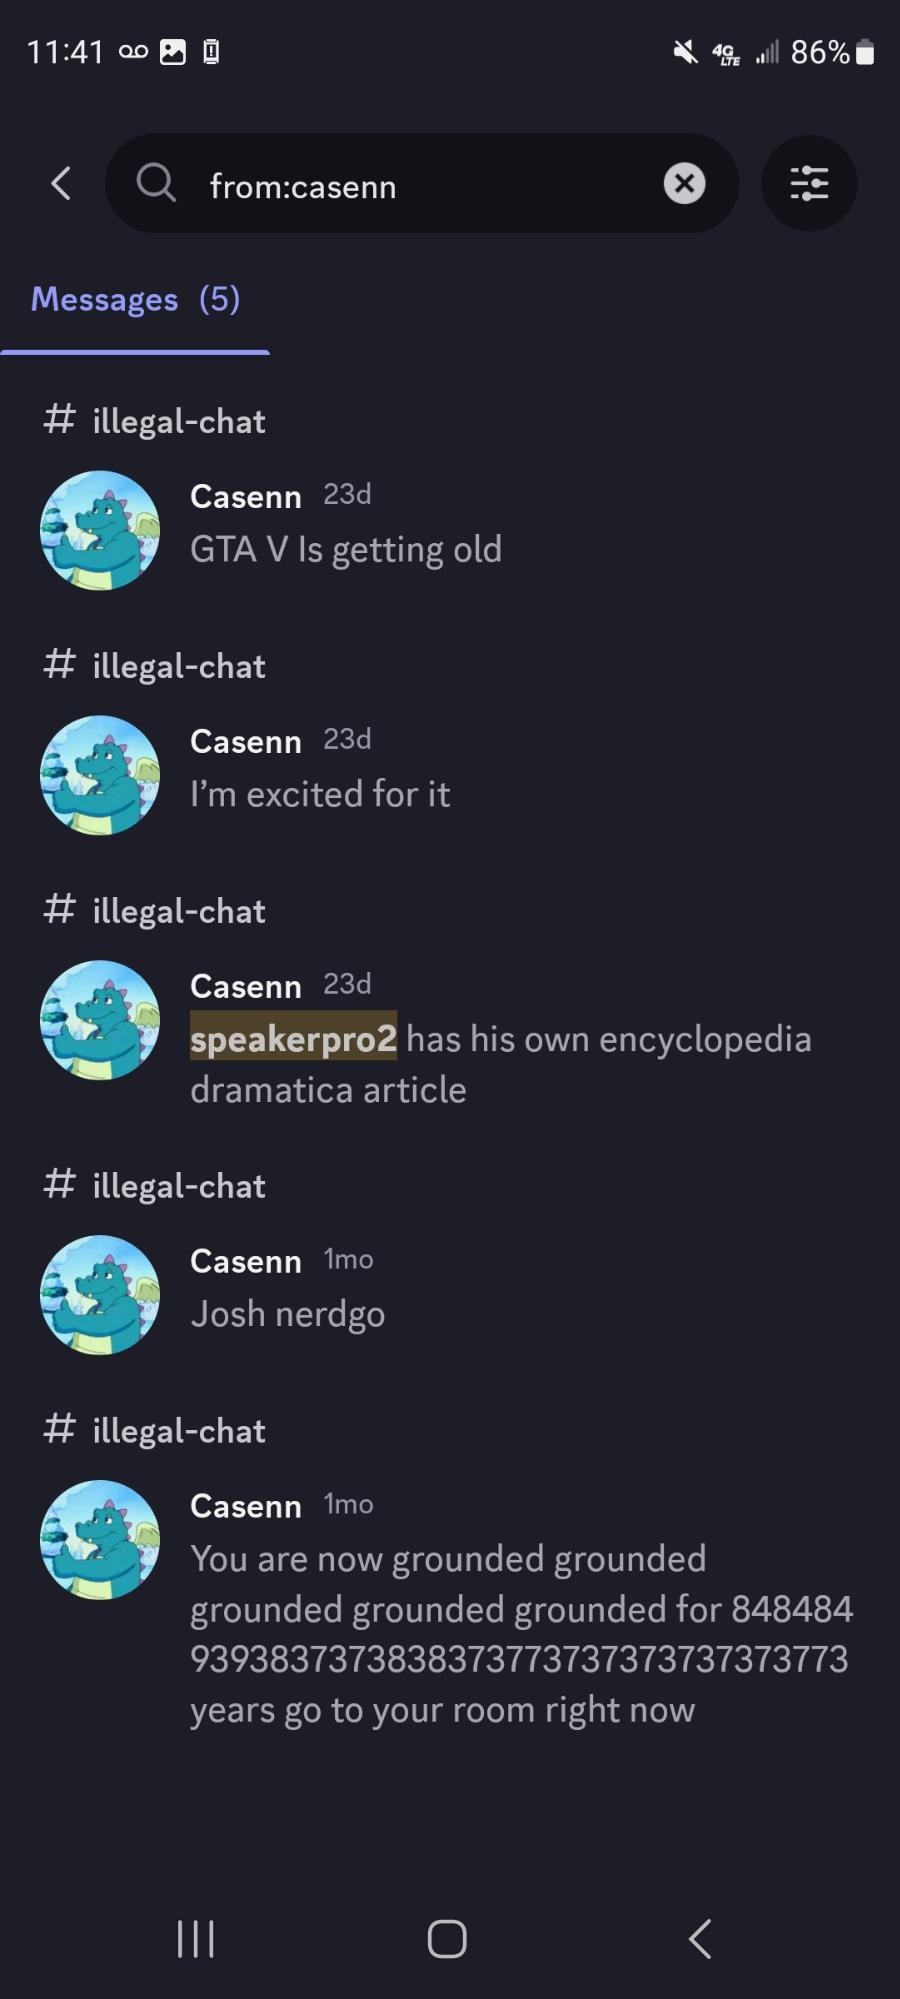 11:41 4G LTE 86%
from:casenn
Messages (5)
# illegal-chat
Casenn 23d
GTA V Is getting old
# illegal-chat
Casenn 23d
I’m excited for it
# illegal-chat
Casenn 23d
speakerpro2 has his own encyclopedia
dramatica article
# illegal-chat
Casenn 1mo
Josh nerdgo
# illegal-chat
Casenn 1mo
You are now grounded grounded
grounded grounded grounded for 848484
939383737383837377373737373737373773
years go to your room right now